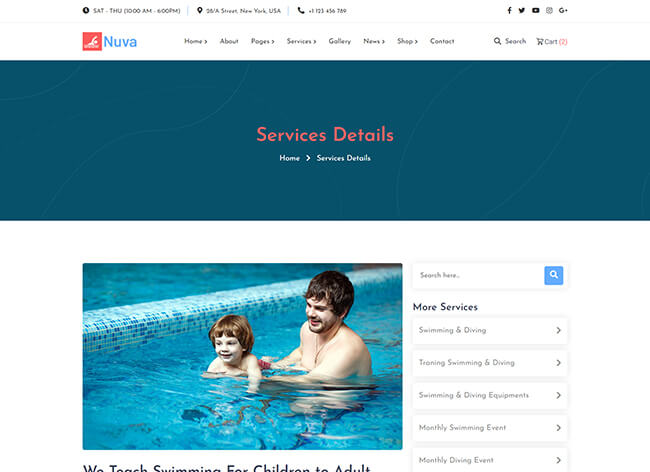 SAT - THU (10:00 AM - 6:00PM) 28/A Street, New York, USA +1 123 456 789
Nuva Home About Pages Services Gallery News Shop Contact Search Cart (2)
Services Details
Home Services Details
Search here...
More Services
Swimming & Diving
Traning Swimming & Diving
Swimming & Diving Equipments
Monthly Swimming Event
Monthly Diving Event
We Teach Swimming For Children to Adult